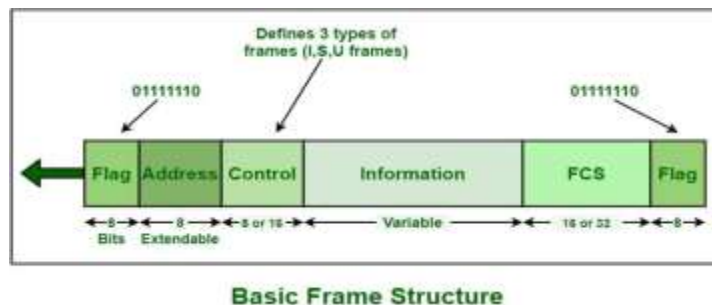 Defines 3 types of
frames (I,S,U frames)
01111110
01111110
Flag
Address
Control
Information
FCS
Flag
8
8
8 or 16
Variable
16 or 32
8
Bits
Extendable
Basic Frame Structure